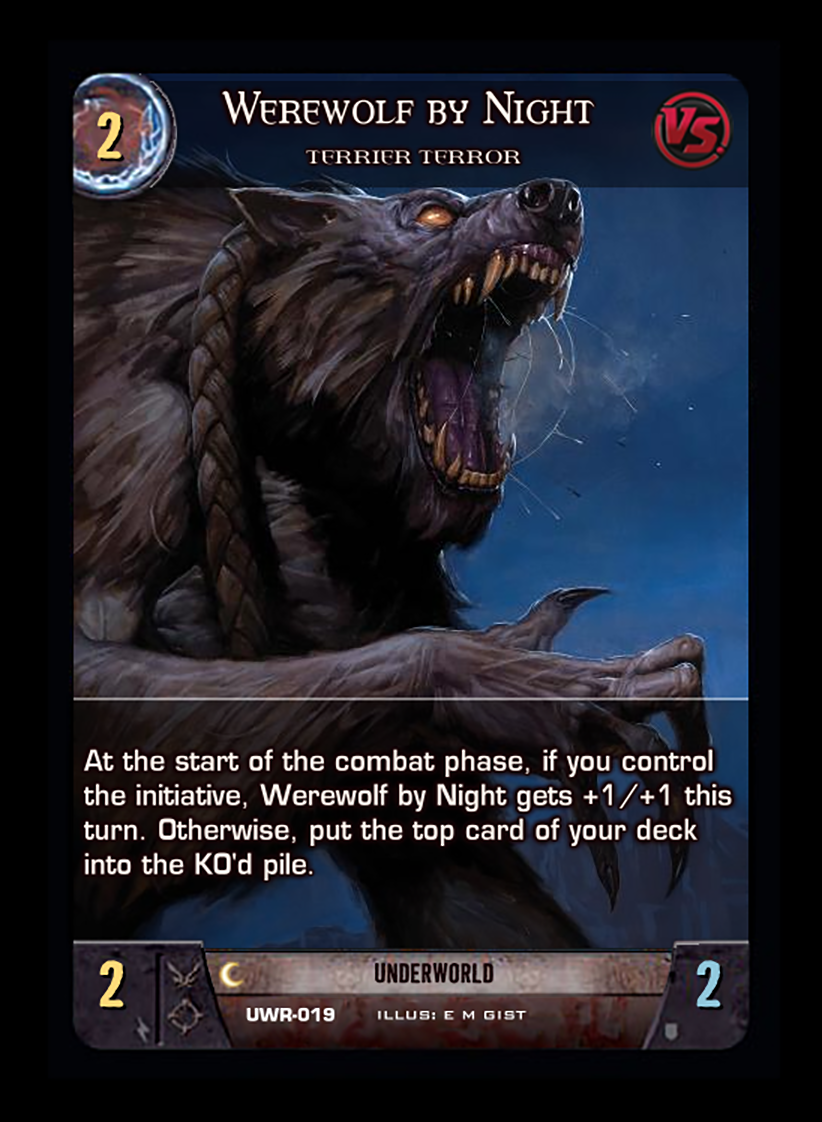 2
WEREWOLF BY NIGHT
VS.
TERRIER TERROR
At the start of the combat phase, if you control
the initiative, Werewolf by Night gets +1/+1 this
turn. Otherwise, put the top card of your deck
into the KO'd pile.
2
UNDERWORLD
2
UWR-019 ILLUS: E M GIST